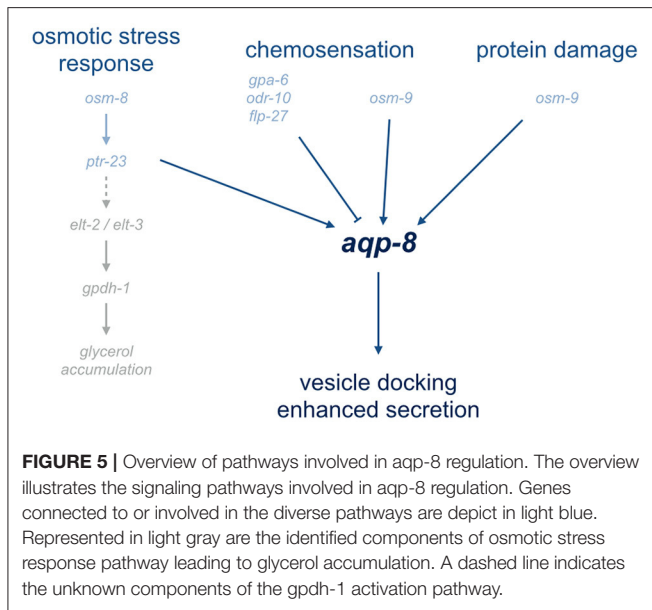 osmotic stress
response
chemosensation
protein damage
osm-8
gpa-6
odr-10
flp-27
osm-9
osm-9
ptr-23
elt-2 / elt-3
aqp-8
gpdh-1
glycerol
accumulation
vesicle docking
enhanced secretion
FIGURE 5 | Overview of pathways involved in aqp-8 regulation. The overview
illustrates the signaling pathways involved in aqp-8 regulation. Genes
connected to or involved in the diverse pathways are depict in light blue.
Represented in light gray are the identified components of osmotic stress
response pathway leading to glycerol accumulation. A dashed line indicates
the unknown components of the gpdh-1 activation pathway.